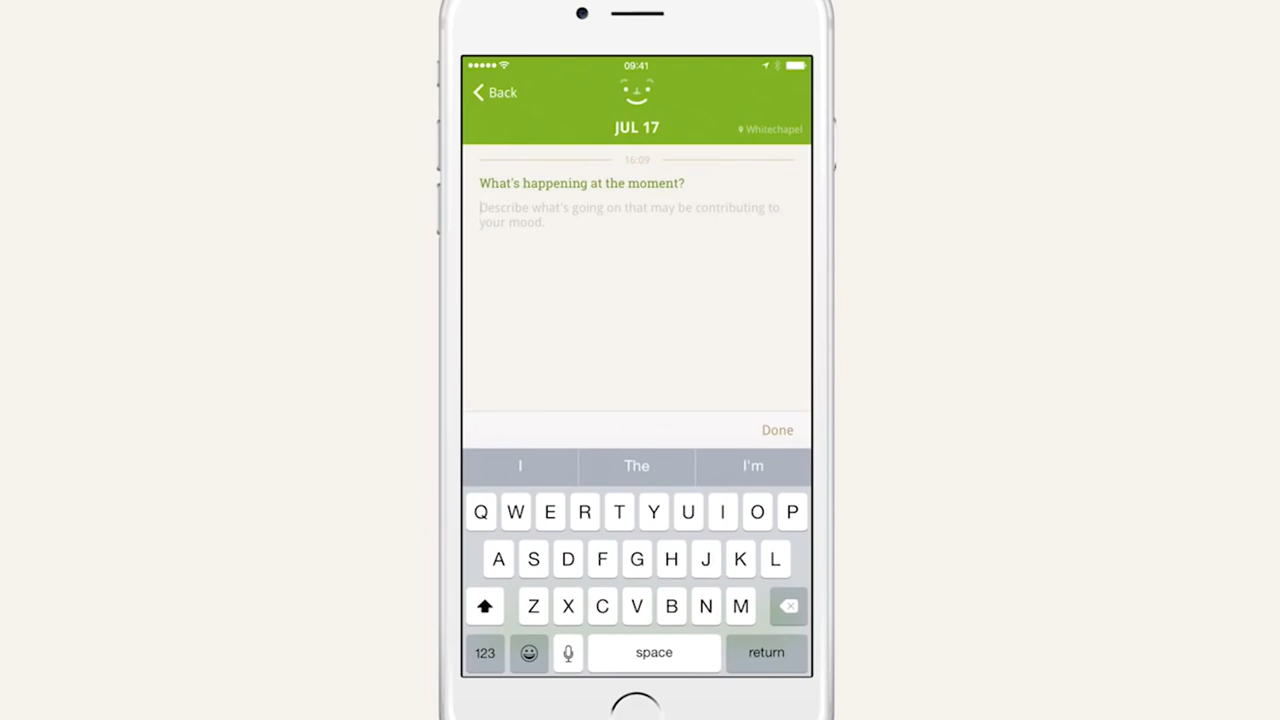 09:41
Back
JUL 17
Whitechapel
16:09
What's happening at the moment?
Describe what's going on that may be contributing to
your mood.
Done
I The I'm
Q W E R T Y U I O P
A S D F G H J K L
Z X C V B N M
123 space return